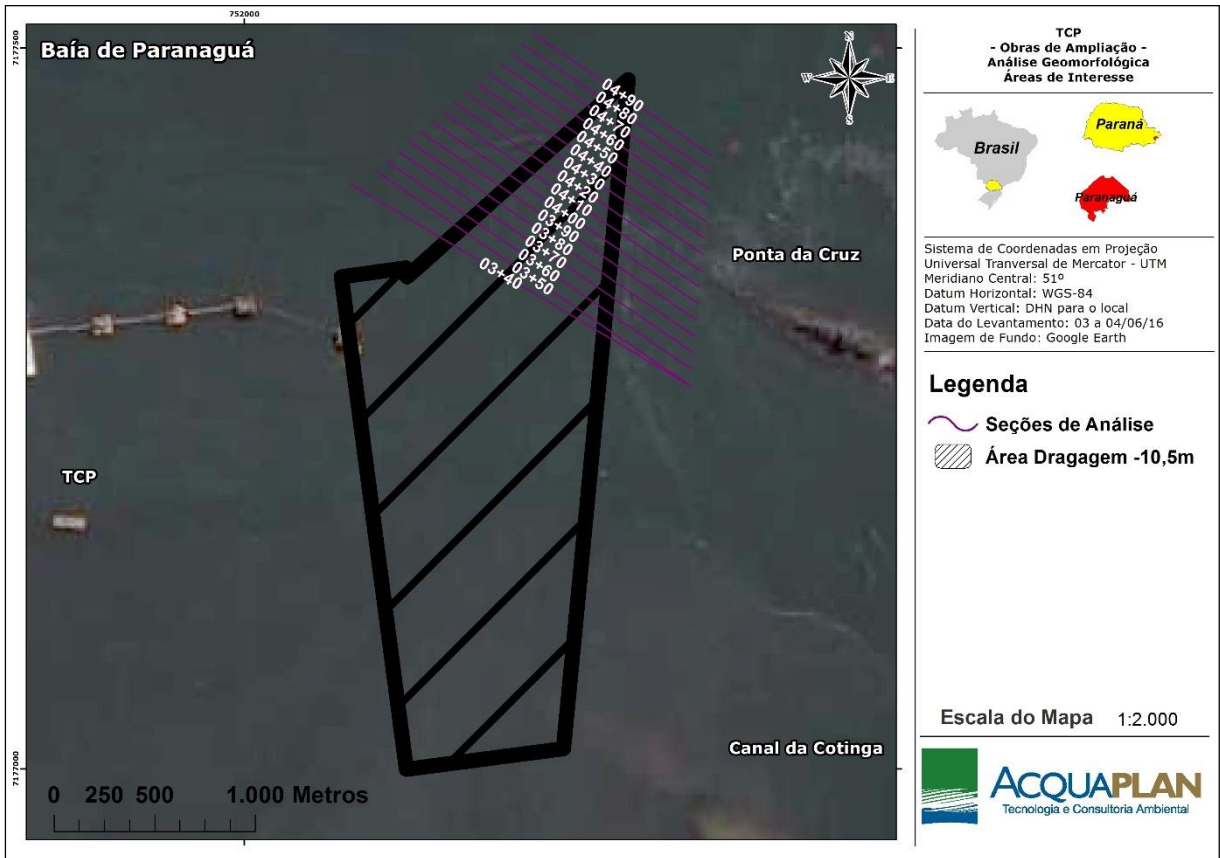 752000
7177500
Baía de Paranaguá
N
W
E
S
04+90
04+80
04+70
04+60
04+50
04+40
04+30
04+20
04+10
04+00
03+90
03+80
03+70
03+60
03+50
03+40
Ponta da Cruz
TCP
Canal da Cotinga
7177000
0 250 500 1.000 Metros
TCP
- Obras de Ampliação -
Análise Geomorfológica
Áreas de Interesse
Brasil
Paraná
Paranaguá
Sistema de Coordenadas em Projeção
Universal Tranversal de Mercator - UTM
Meridiano Central: 51º
Datum Horizontal: WGS-84
Datum Vertical: DHN para o local
Data do Levantamento: 03 a 04/06/16
Imagem de Fundo: Google Earth
Legenda
Seções de Análise
Área Dragagem -10,5m
Escala do Mapa 1:2.000
ACQUAPLAN
Tecnologia e Consultoria Ambiental